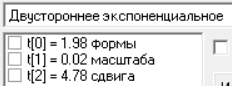 Двустороннее экспоненциальное
t[0] = 1.98 формы
t[1] = 0.02 масштаба
t[2] = 4.78 сдвига